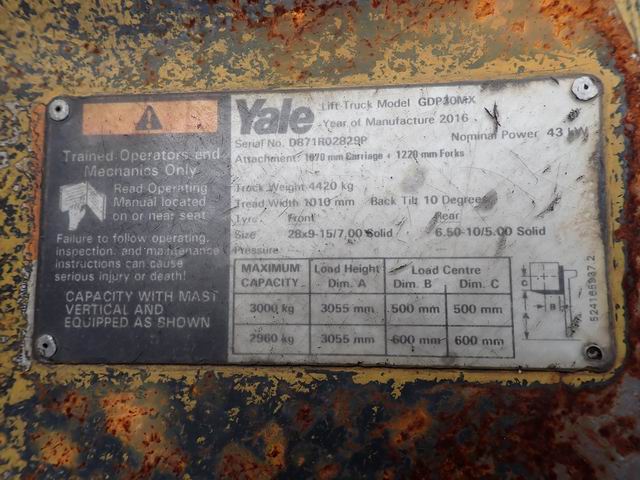 Trained Operators and
Mechanics Only
Read Operating
Manual located
on or near seat
Failure to follow operating,
inspection, and maintenance
instructions can cause
serious injury or death!
CAPACITY WITH MAST
VERTICAL AND
EQUIPPED AS SHOWN
Yale
Lift Truck Model GDP30MX
Year of Manufacture 2016
Serial No. D871R02829P Nominal Power 43 kW
Attachment 1070 mm Carriage + 1220 mm Forks
Truck Weight 4420 kg
Tread Width 1010 mm Back Tilt 10 Degrees
Tyre Front Rear
Size 28x9-15/7.00 Solid 6.50-10/5.00 Solid
Pressure
MAXIMUM CAPACITY Load Height Dim. A Load Centre Dim. B Dim. C
3000 kg 3055 mm 500 mm 500 mm
2960 kg 3055 mm 600 mm 600 mm
C
B
A